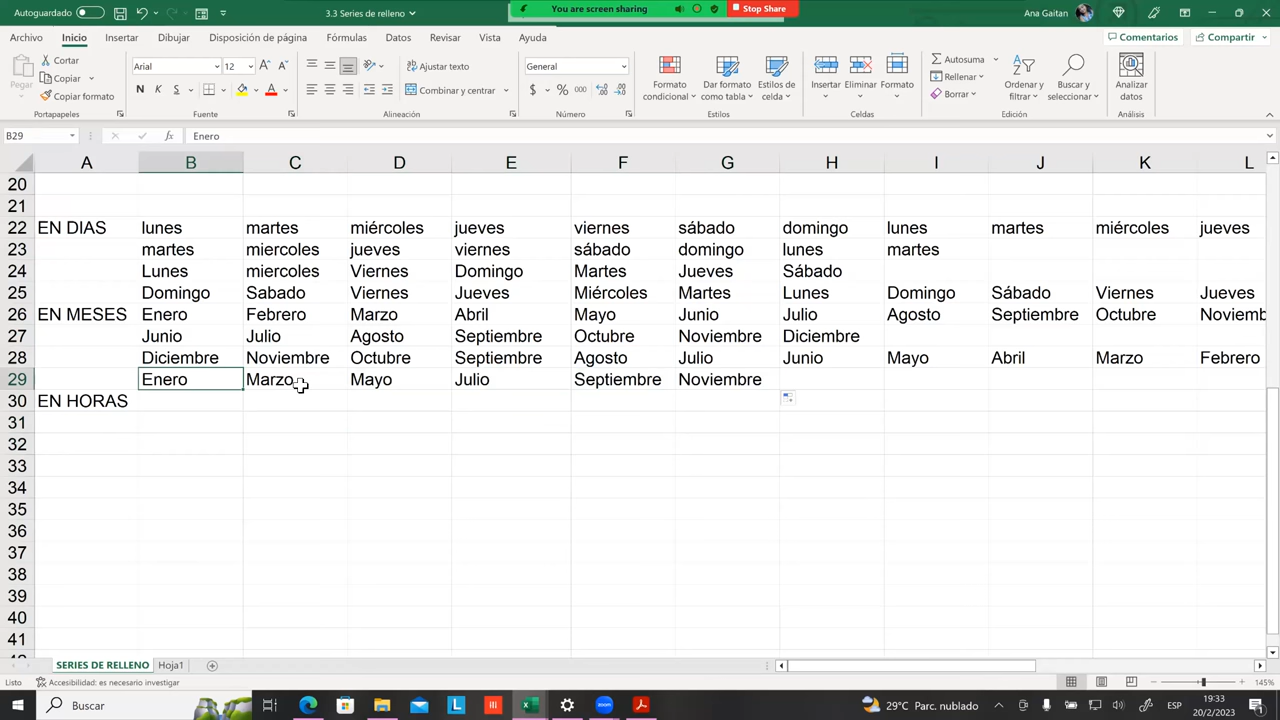 Autoguardado
3.3 Series de relleno
You are screen sharing
Stop Share
Ana Gaitan
Archivo Inicio Insertar Dibujar Disposición de página Fórmulas Datos Revisar Vista Ayuda Comentarios Compartir
Pegar
Cortar
Copiar
Copiar formato
Portapapeles
Arial 12
N K S
Fuente
Ajustar texto
Combinar y centrar
Alineación
General
$ % 000
Número
Formato condicional
Dar formato como tabla
Estilos de celda
Estilos
Insertar Eliminar Formato
Celdas
Autosuma
Rellenar
Borrar
Ordenar y filtrar
Buscar y seleccionar
Edición
Analizar datos
Análisis
B29 fx Enero
A B C D E F G H I J K L
20
21
22 EN DIAS lunes martes miércoles jueves viernes sábado domingo lunes martes miércoles jueves
23 martes miercoles jueves viernes sábado domingo lunes martes
24 Lunes miercoles Viernes Domingo Martes Jueves Sábado
25 Domingo Sabado Viernes Jueves Miércoles Martes Lunes Domingo Sábado Viernes Jueves
26 EN MESES Enero Febrero Marzo Abril Mayo Junio Julio Agosto Septiembre Octubre Noviemb
27 Junio Julio Agosto Septiembre Octubre Noviembre Diciembre
28 Diciembre Noviembre Octubre Septiembre Agosto Julio Junio Mayo Abril Marzo Febrero
29 Enero Marzo Mayo Julio Septiembre Noviembre
30 EN HORAS
31
32
33
34
35
36
37
38
39
40
41
SERIES DE RELLENO Hoja1
Listo Accesibilidad: es necesario investigar 145%
Buscar
29°C Parc. nublado ESP 19:33
20/2/2023